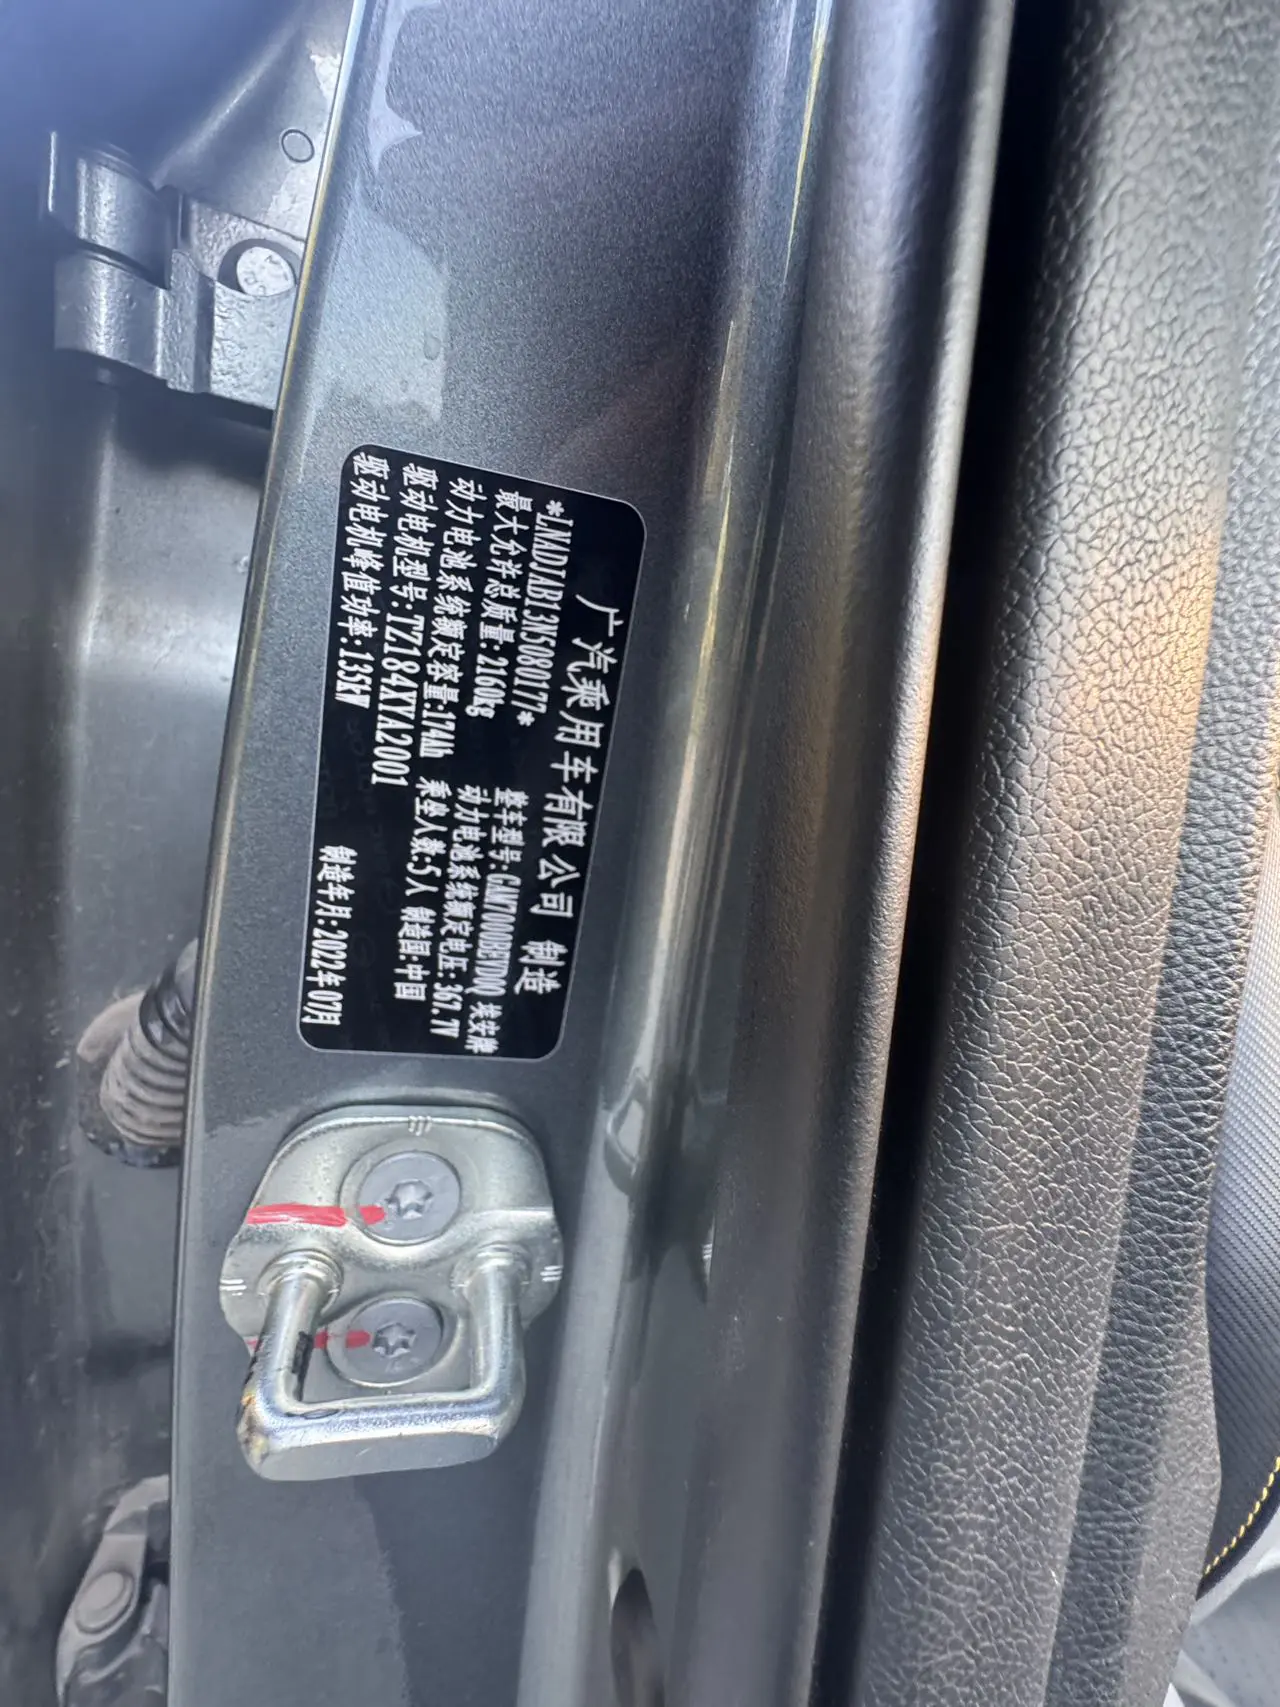 广汽乘用车有限公司 制造
*LNADJAB13N5080177* 整车型号:GAM7000BEVD00Q 埃安牌
最大允许总质量:2160kg 动力电池系统额定电压:367.7V
动力电池系统额定容量:174Ah 乘坐人数:5人 制造国:中国
驱动电机型号:TZ184XYA2001
驱动电机峰值功率:135kW 制造年月:2022年07月